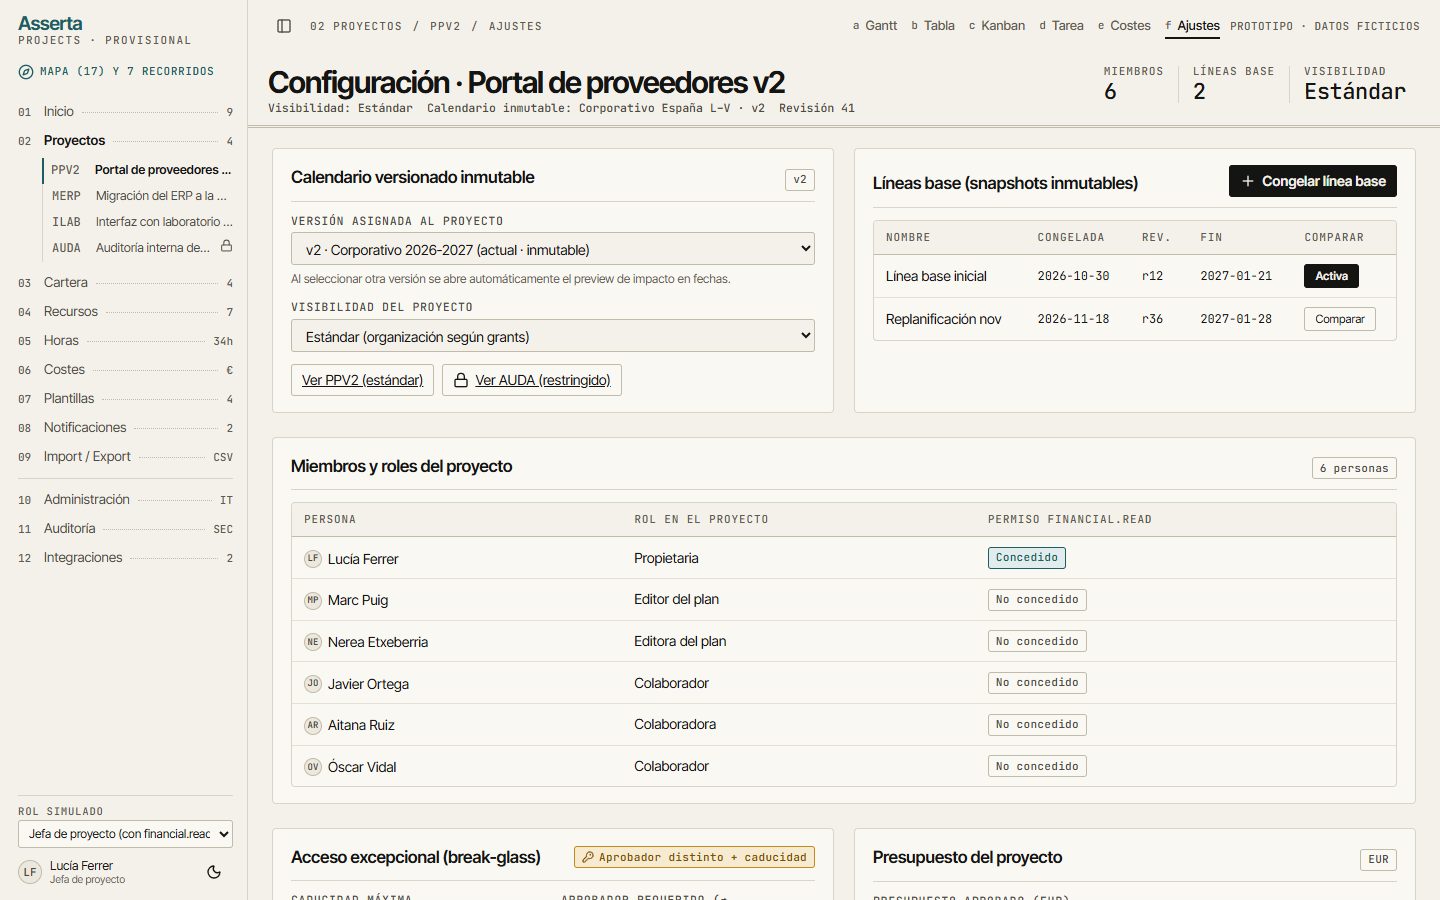 Asserta
PROJECTS · PROVISIONAL
MAPA (17) Y 7 RECORRIDOS
01 Inicio 9
02 Proyectos 4
PPV2 Portal de proveedores ...
MERP Migración del ERP a la ...
ILAB Interfaz con laboratorio ...
AUDA Auditoría interna de...
03 Cartera 4
04 Recursos 7
05 Horas 34h
06 Costes €
07 Plantillas 4
08 Notificaciones 2
09 Import / Export CSV
10 Administración IT
11 Auditoría SEC
12 Integraciones 2
ROL SIMULADO
Jefa de proyecto (con financial.read
LF Lucía Ferrer
Jefa de proyecto
02 PROYECTOS / PPV2 / AJUSTES
a Gantt b Tabla c Kanban d Tarea e Costes f Ajustes PROTOTIPO · DATOS FICTICIOS
Configuración · Portal de proveedores v2
Visibilidad: Estándar Calendario inmutable: Corporativo España L-V · v2 Revisión 41
MIEMBROS
6
LÍNEAS BASE
2
VISIBILIDAD
Estándar
Calendario versionado inmutable v2
VERSIÓN ASIGNADA AL PROYECTO
v2 · Corporativo 2026-2027 (actual · inmutable)
Al seleccionar otra versión se abre automáticamente el preview de impacto en fechas.
VISIBILIDAD DEL PROYECTO
Estándar (organización según grants)
Ver PPV2 (estándar) Ver AUDA (restringido)
Líneas base (snapshots inmutables) + Congelar línea base
NOMBRE CONGELADA REV. FIN COMPARAR
Línea base inicial 2026-10-30 r12 2027-01-21 Activa
Replanificación nov 2026-11-18 r36 2027-01-28 Comparar
Miembros y roles del proyecto 6 personas
PERSONA ROL EN EL PROYECTO PERMISO FINANCIAL.READ
LF Lucía Ferrer Propietaria Concedido
MP Marc Puig Editor del plan No concedido
NE Nerea Etxeberria Editora del plan No concedido
JO Javier Ortega Colaborador No concedido
AR Aitana Ruiz Colaboradora No concedido
OV Óscar Vidal Colaborador No concedido
Acceso excepcional (break-glass) Aprobador distinto + caducidad
CADUCIDAD MÁXIMA APROBADOR REQUERIDO (≠
Presupuesto del proyecto EUR
PRESUPUESTO APROBADO (EUR)